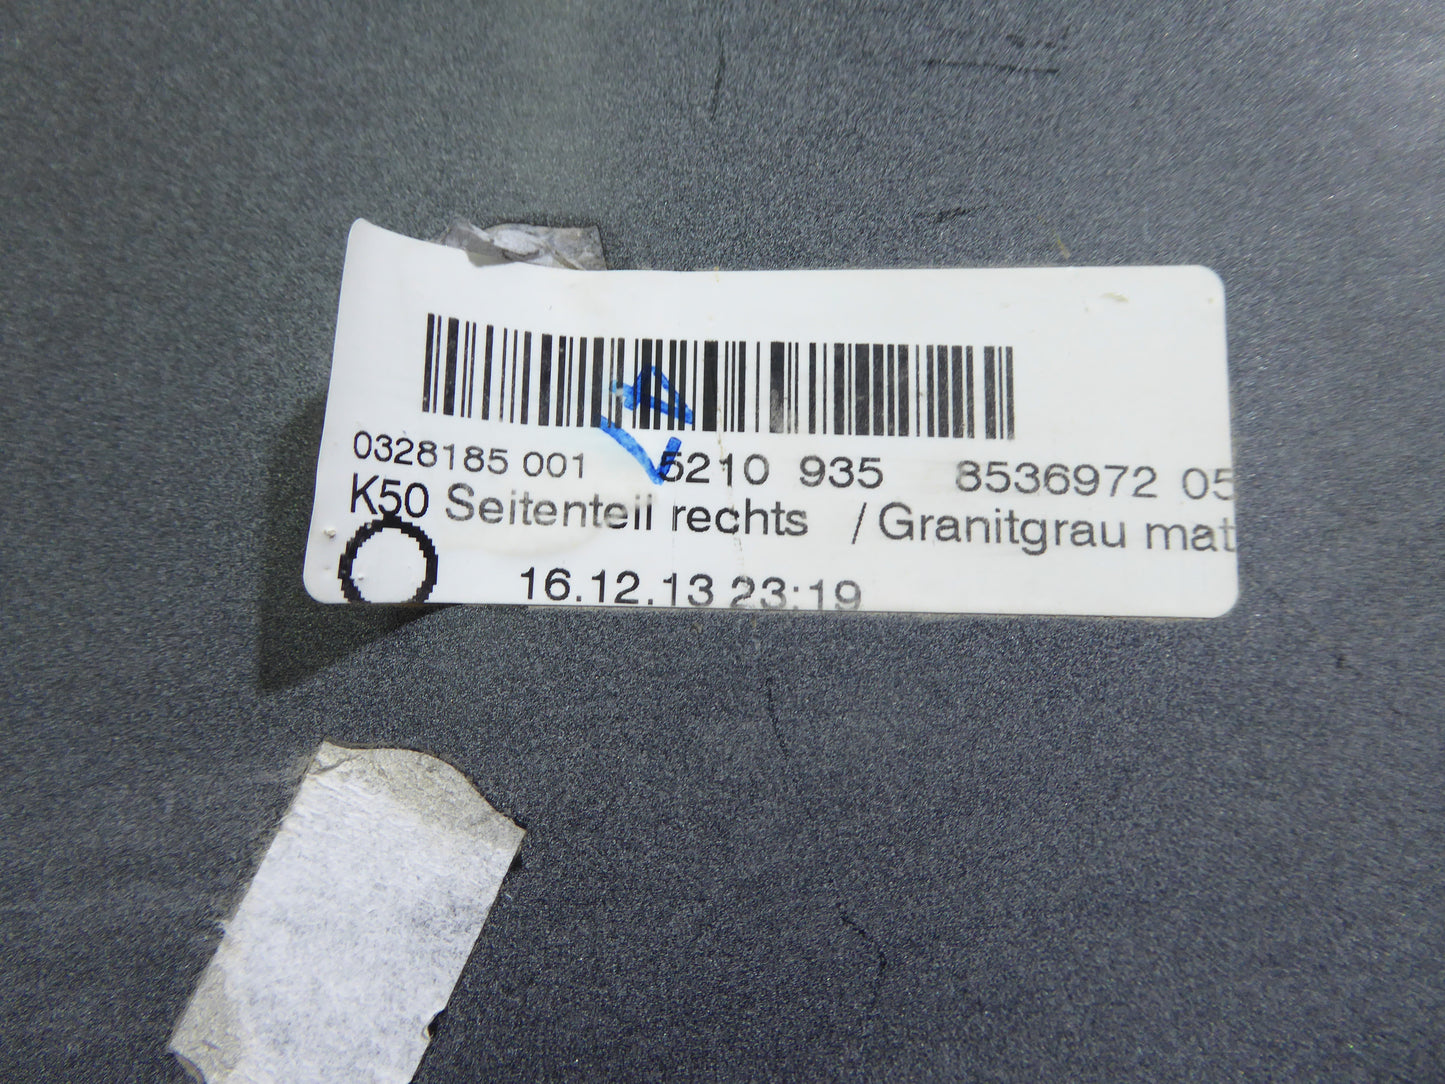 0328185 001 5210 935 8536972 05
K50 Seitenteil rechts / Granitgrau mat
16.12.13 23:19